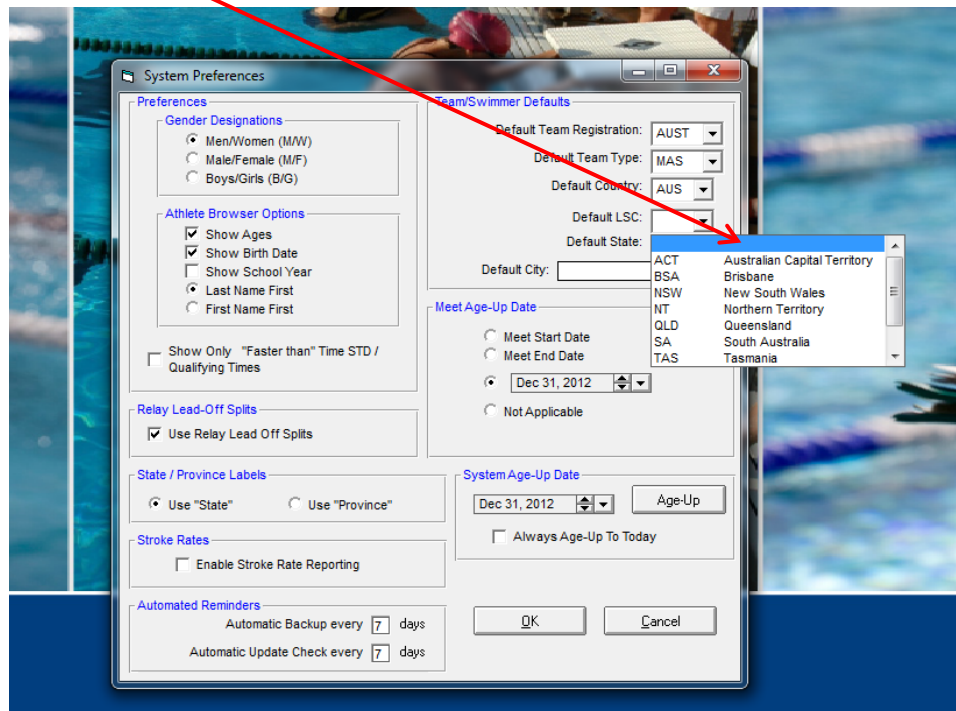 System Preferences
Preferences
Gender Designations
Men/Women (M/W)
Male/Female (M/F)
Boys/Girls (B/G)
Athlete Browser Options
Show Ages
Show Birth Date
Show School Year
Last Name First
First Name First
Show Only "Faster than" Time STD /
Qualifying Times
Relay Lead-Off Splits
Use Relay Lead Off Splits
State / Province Labels
Use "State" Use "Province"
Stroke Rates
Enable Stroke Rate Reporting
Automated Reminders
Automatic Backup every 7 days
Automatic Update Check every 7 days
Team/Swimmer Defaults
Default Team Registration: AUST
Default Team Type: MAS
Default Country: AUS
Default LSC:
Default State:
Default City:
ACT Australian Capital Territory
BSA Brisbane
NSW New South Wales
NT Northern Territory
QLD Queensland
SA South Australia
TAS Tasmania
Meet Age-Up Date
Meet Start Date
Meet End Date
Dec 31, 2012
Not Applicable
System Age-Up Date
Dec 31, 2012 Age-Up
Always Age-Up To Today
OK Cancel